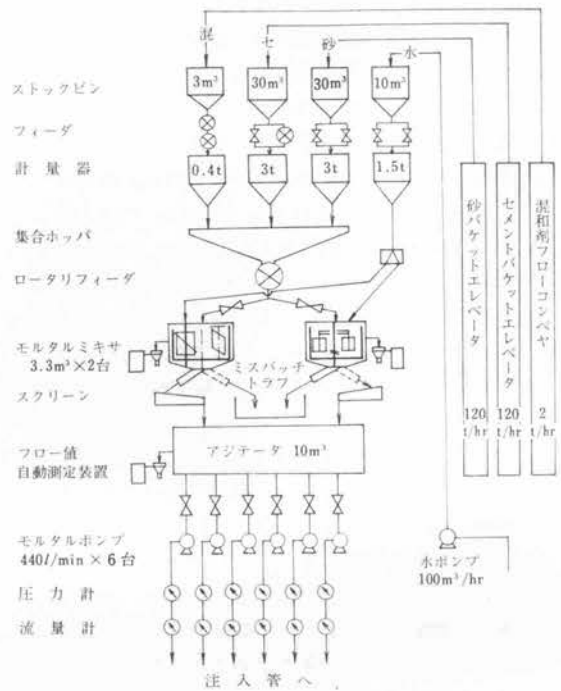 混 セ 砂 水
ストックビン 3m³ 30m³ 30m³ 10m³
フィーダ
計量器 0.4t 3t 3t 1.5t
集合ホッパ
ロータリフィーダ
モルタルミキサ
3.3m³×2台
ミスバッチ
トラフ
スクリーン
フロー値
自動測定装置
アジテータ 10m³
モルタルポンプ
440l/min × 6台
圧力計
流量計
注入管へ
砂バケットエレベータ
120
t/hr
セメントバケットエレベータ
120
t/hr
混和剤フローコンベヤ
2
t/hr
水ポンプ
100m³/hr